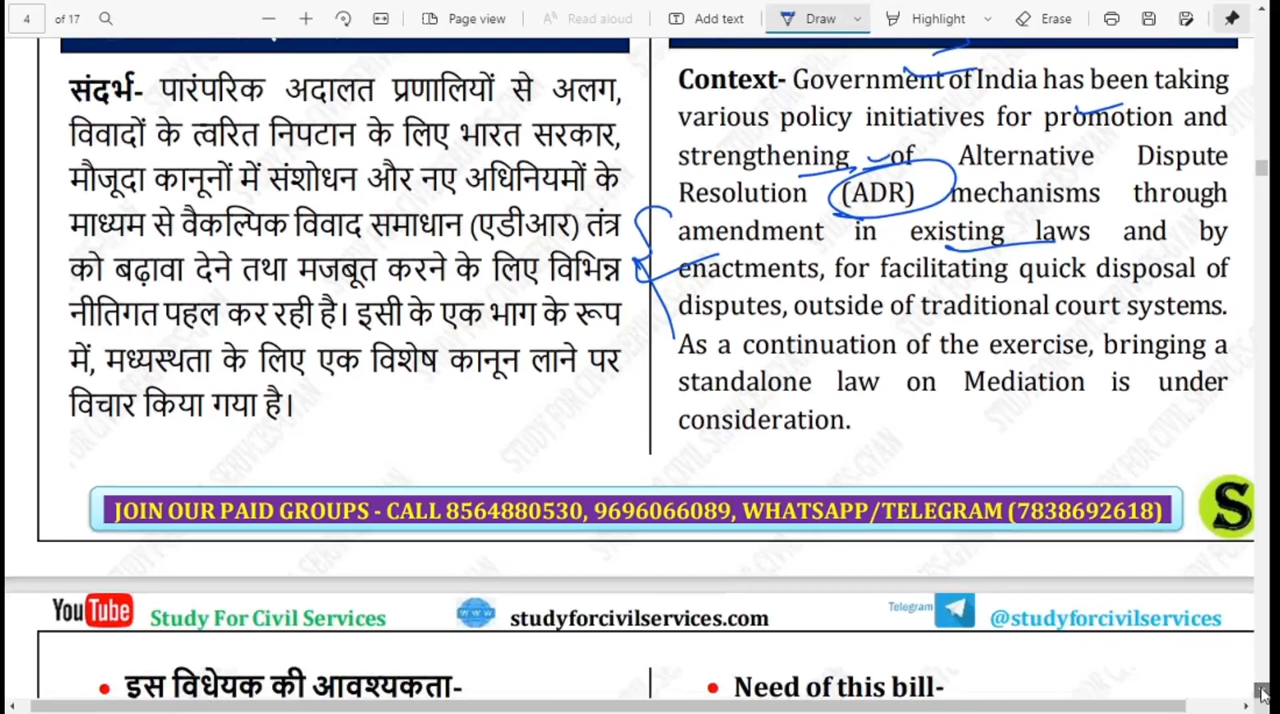 4 of 17 Page view Read aloud Add text Draw Highlight Erase
संदर्भ- पारंपरिक अदालत प्रणालियों से अलग,
विवादों के त्वरित निपटान के लिए भारत सरकार,
मौजूदा कानूनों में संशोधन और नए अधिनियमों के
माध्यम से वैकल्पिक विवाद समाधान (एडीआर) तंत्र
को बढ़ावा देने तथा मजबूत करने के लिए विभिन्न
नीतिगत पहल कर रही है। इसी के एक भाग के रूप
में, मध्यस्थता के लिए एक विशेष कानून लाने पर
विचार किया गया है।
Context- Government of India has been taking
various policy initiatives for promotion and
strengthening of Alternative Dispute
Resolution (ADR) mechanisms through
amendment in existing laws and by
enactments, for facilitating quick disposal of
disputes, outside of traditional court systems.
As a continuation of the exercise, bringing a
standalone law on Mediation is under
consideration.
JOIN OUR PAID GROUPS - CALL 8564880530, 9696066089, WHATSAPP/TELEGRAM (7838692618)
S
YouTube Study For Civil Services www studyforcivilservices.com Telegram @studyforcivilservices
• इस विधेयक की आवश्यकता-
• Need of this bill-